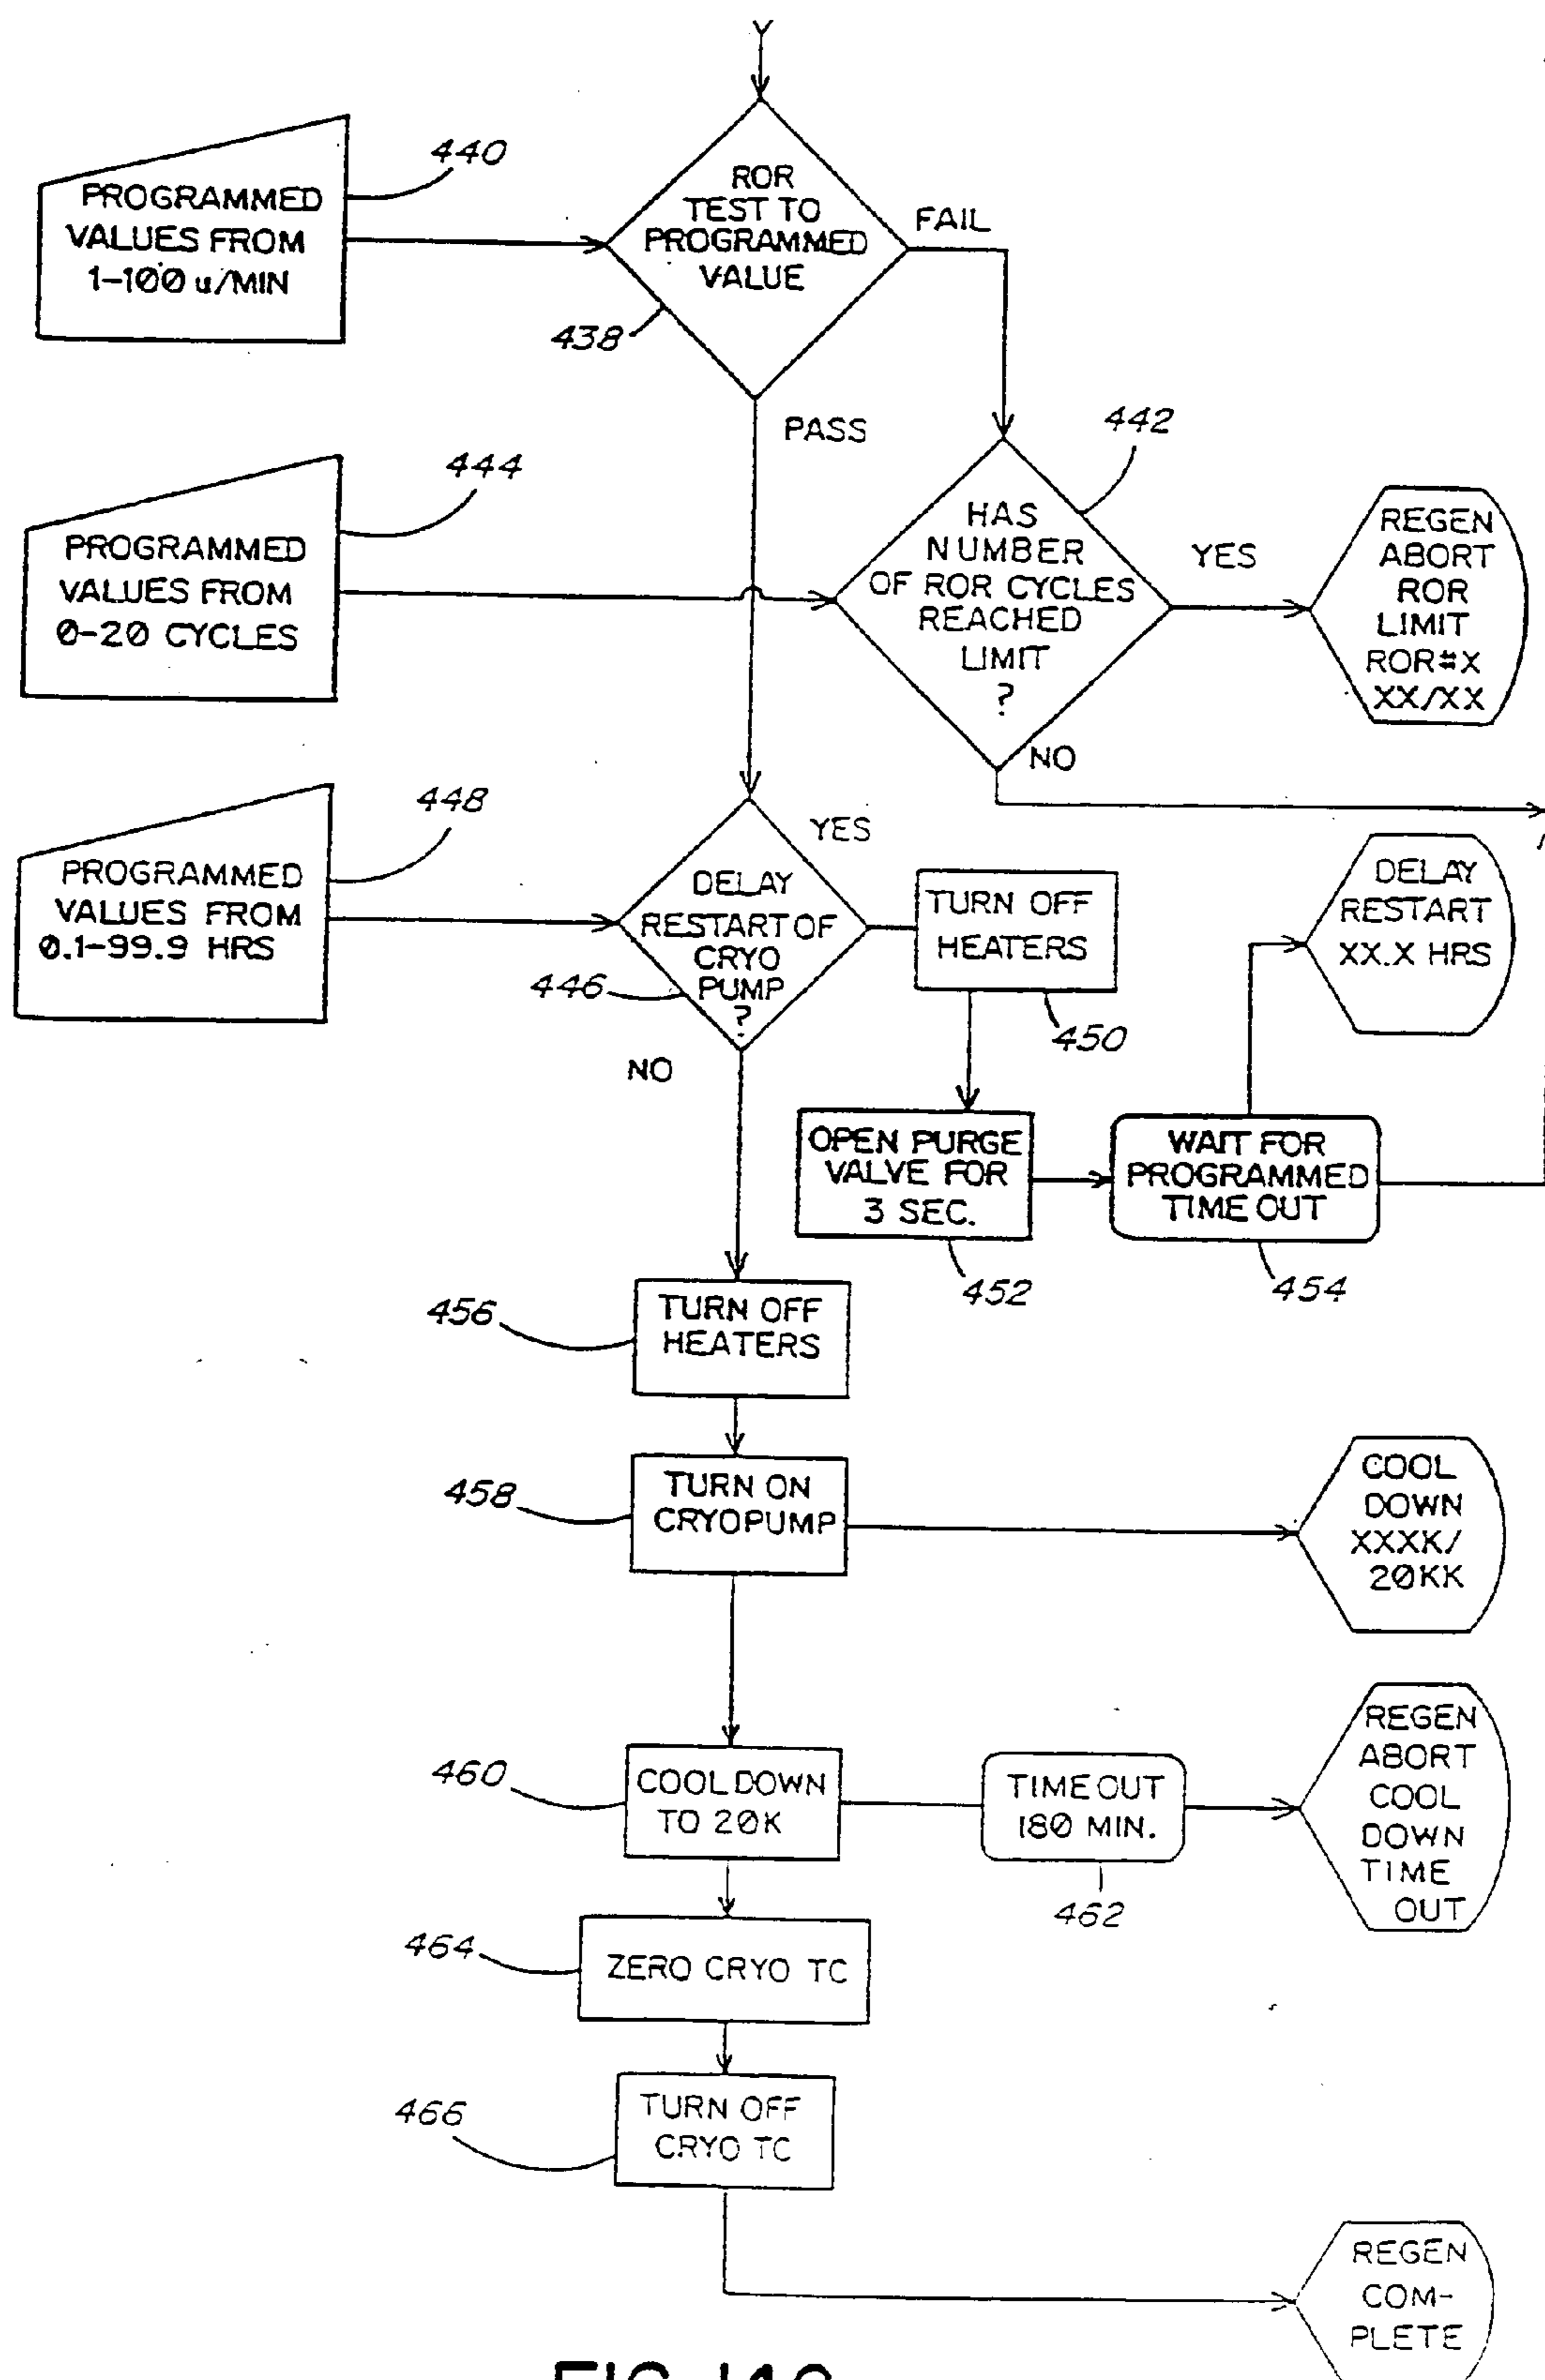 Y
440
PROGRAMMED
VALUES FROM
1-100 u/MIN
ROR
TEST TO
PROGRAMMED
VALUE
FAIL
438
PASS
442
444
PROGRAMMED
VALUES FROM
0-20 CYCLES
HAS
NUMBER
OF ROR CYCLES
REACHED
LIMIT
?
YES
REGEN
ABORT
ROR
LIMIT
ROR#X
XX/XX
NO
448
PROGRAMMED
VALUES FROM
0.1-99.9 HRS
YES
DELAY
RESTART OF
CRYO
PUMP
?
446
NO
TURN OFF
HEATERS
450
DELAY
RESTART
XX.X HRS
OPEN PURGE
VALVE FOR
3 SEC.
452
WAIT FOR
PROGRAMMED
TIME OUT
454
456
TURN OFF
HEATERS
458
TURN ON
CRYOPUMP
COOL
DOWN
XXXK/
20KK
460
COOL DOWN
TO 20K
TIME OUT
180 MIN.
462
REGEN
ABORT
COOL
DOWN
TIME
OUT
464
ZERO CRYO TC
466
TURN OFF
CRYO TC
REGEN
COM-
PLETE